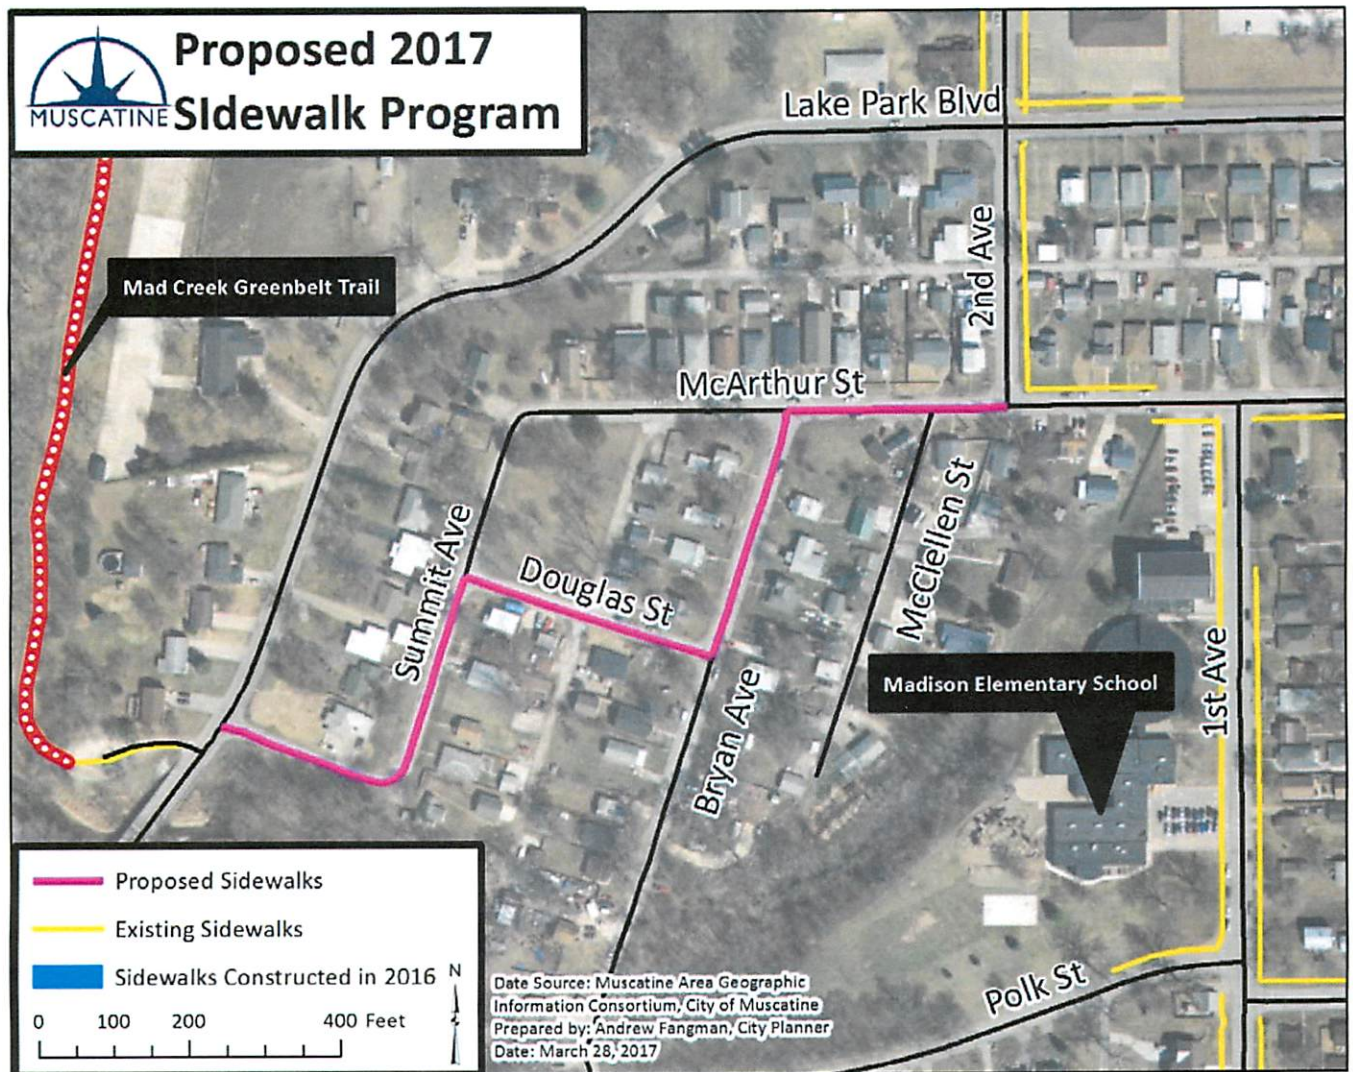 MUSCATINE
Proposed 2017
SIdewalk Program
Lake Park Blvd
2nd Ave
Mad Creek Greenbelt Trail
McArthur St
McClellen St
Summit Ave
Douglas St
Bryan Ave
Madison Elementary School
1st Ave
Polk St
Proposed Sidewalks
Existing Sidewalks
Sidewalks Constructed in 2016
N
0 100 200 400 Feet
Date Source: Muscatine Area Geographic
Information Consortium, City of Muscatine
Prepared by: Andrew Fangman, City Planner
Date: March 28, 2017